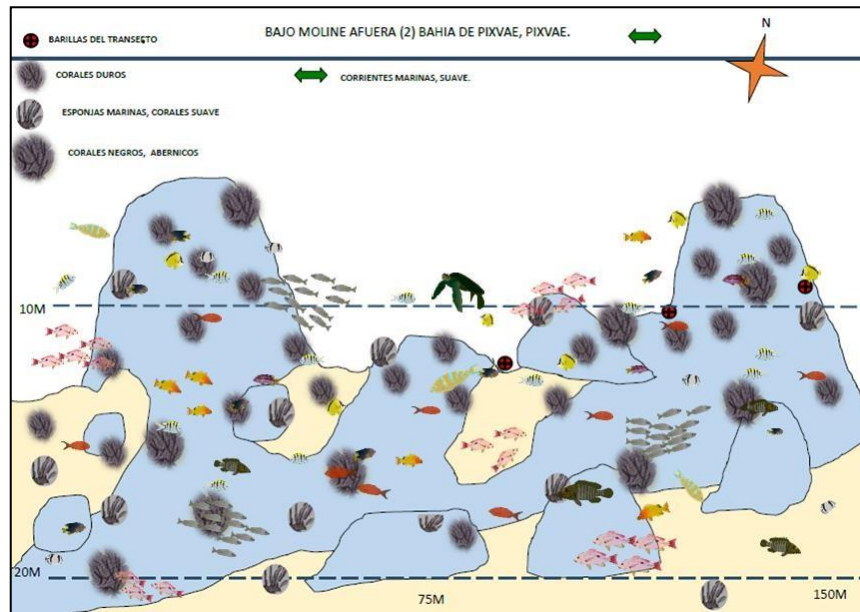 BAJO MOLINE AFUERA (2) BAHIA DE PIXVAE, PIXVAE.
N
BARILLAS DEL TRANSECTO
CORALES DUROS
CORRIENTES MARINAS, SUAVE.
ESPONJAS MARINAS, CORALES SUAVE
CORALES NEGROS, ABERNICOS
10M
20M
75M
150M